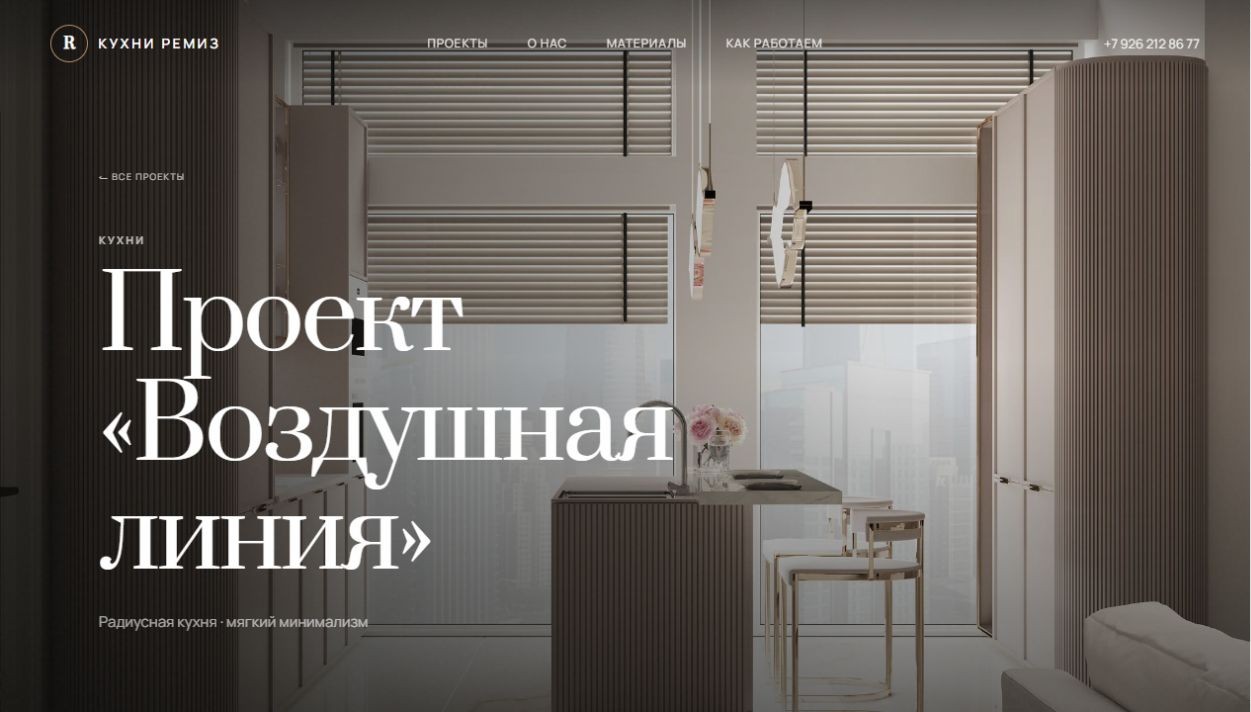 R КУХНИ РЕМИЗ ПРОЕКТЫ О НАС МАТЕРИАЛЫ КАК РАБОТАЕМ +7 926 212 86 77
← ВСЕ ПРОЕКТЫ
КУХНИ
Проект
«Воздушная
линия»
Радиусная кухня · мягкий минимализм